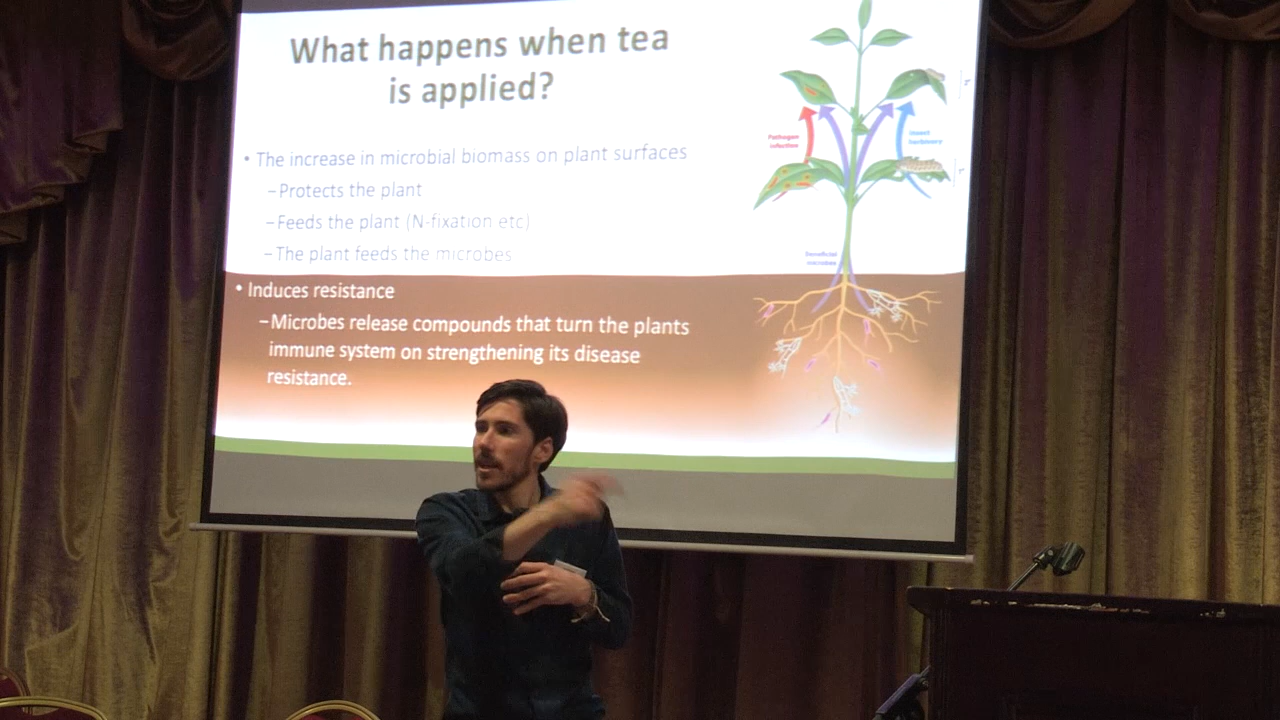 What happens when tea
is applied?
• The increase in microbial biomass on plant surfaces
–Protects the plant
–Feeds the plant (N-fixation etc)
–The plant feeds the microbes
• Induces resistance
–Microbes release compounds that turn the plants
immune system on strengthening its disease
resistance.
Pathogen
infection
Insect
herbivory
Beneficial
microbes